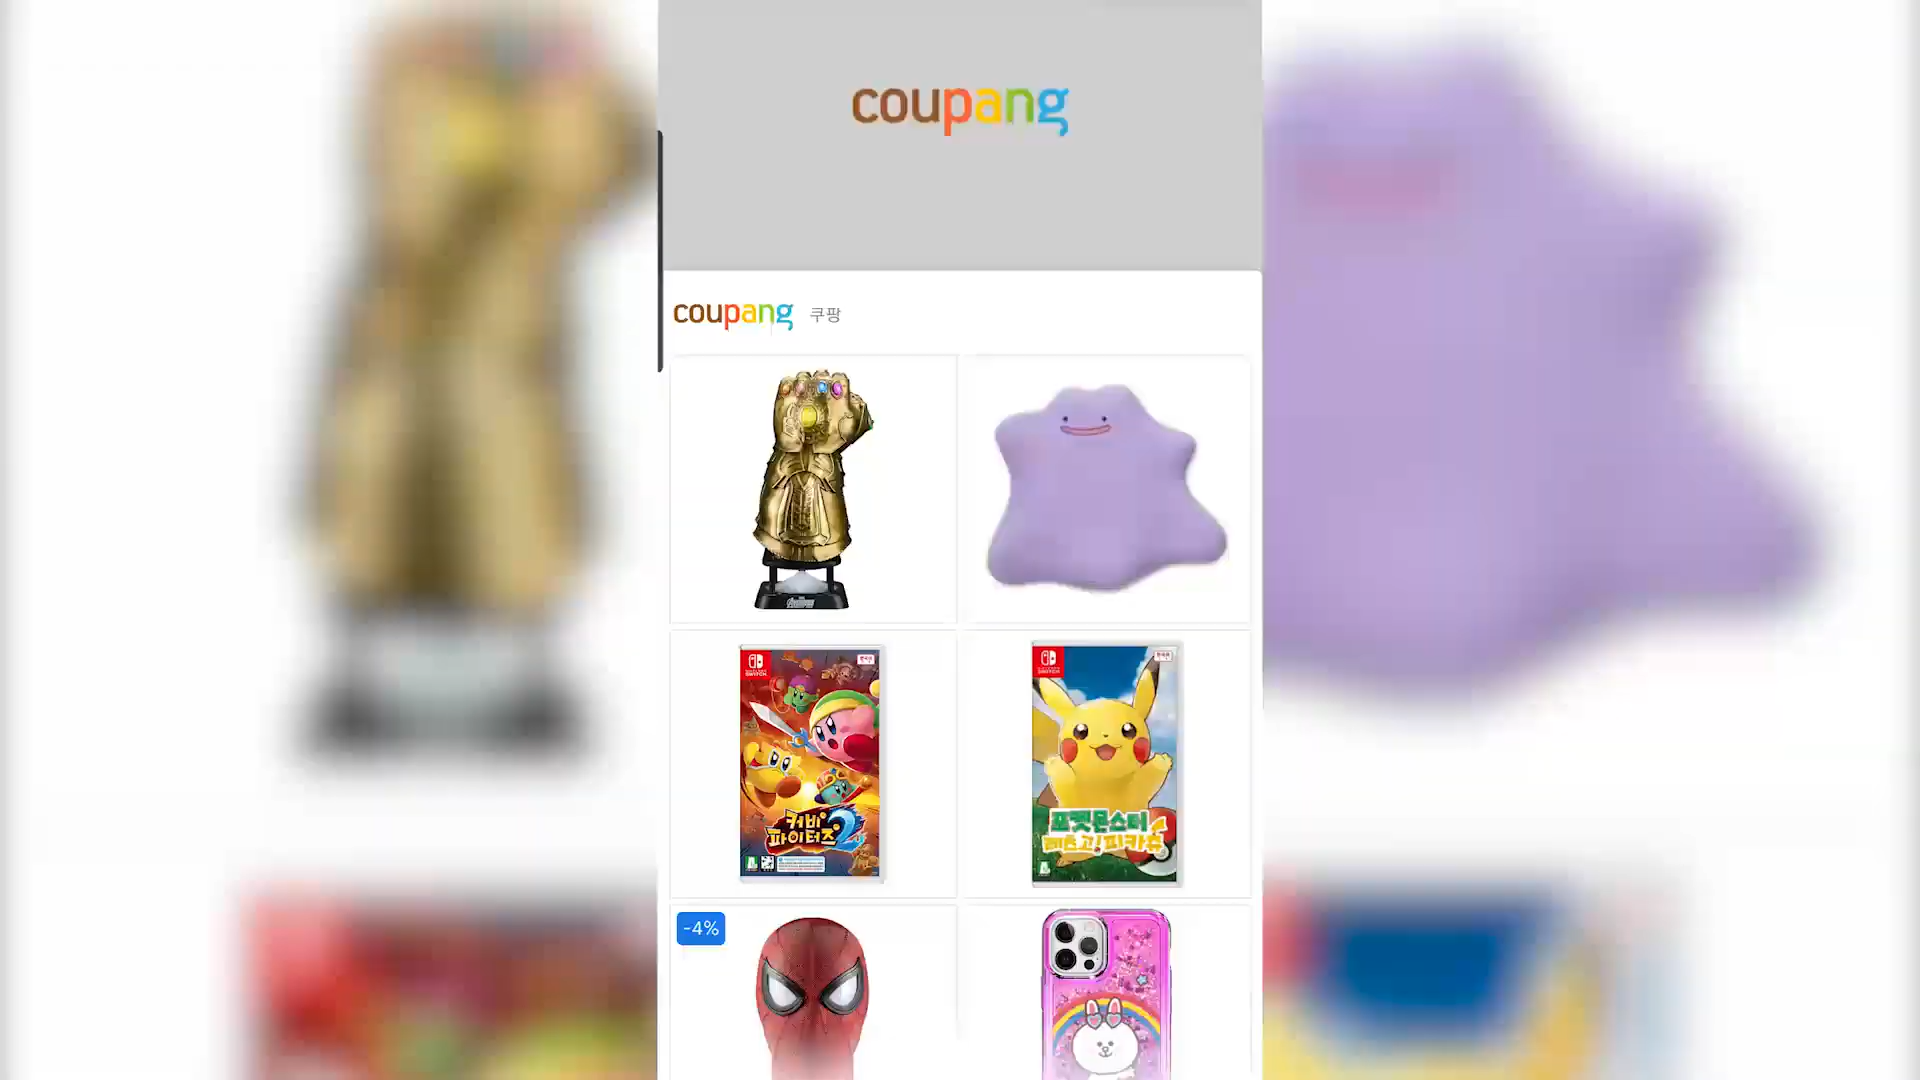 coupang
coupang 쿠팡
커비
파이터즈 2
포켓몬스터
레츠고! 피카츄
-4%